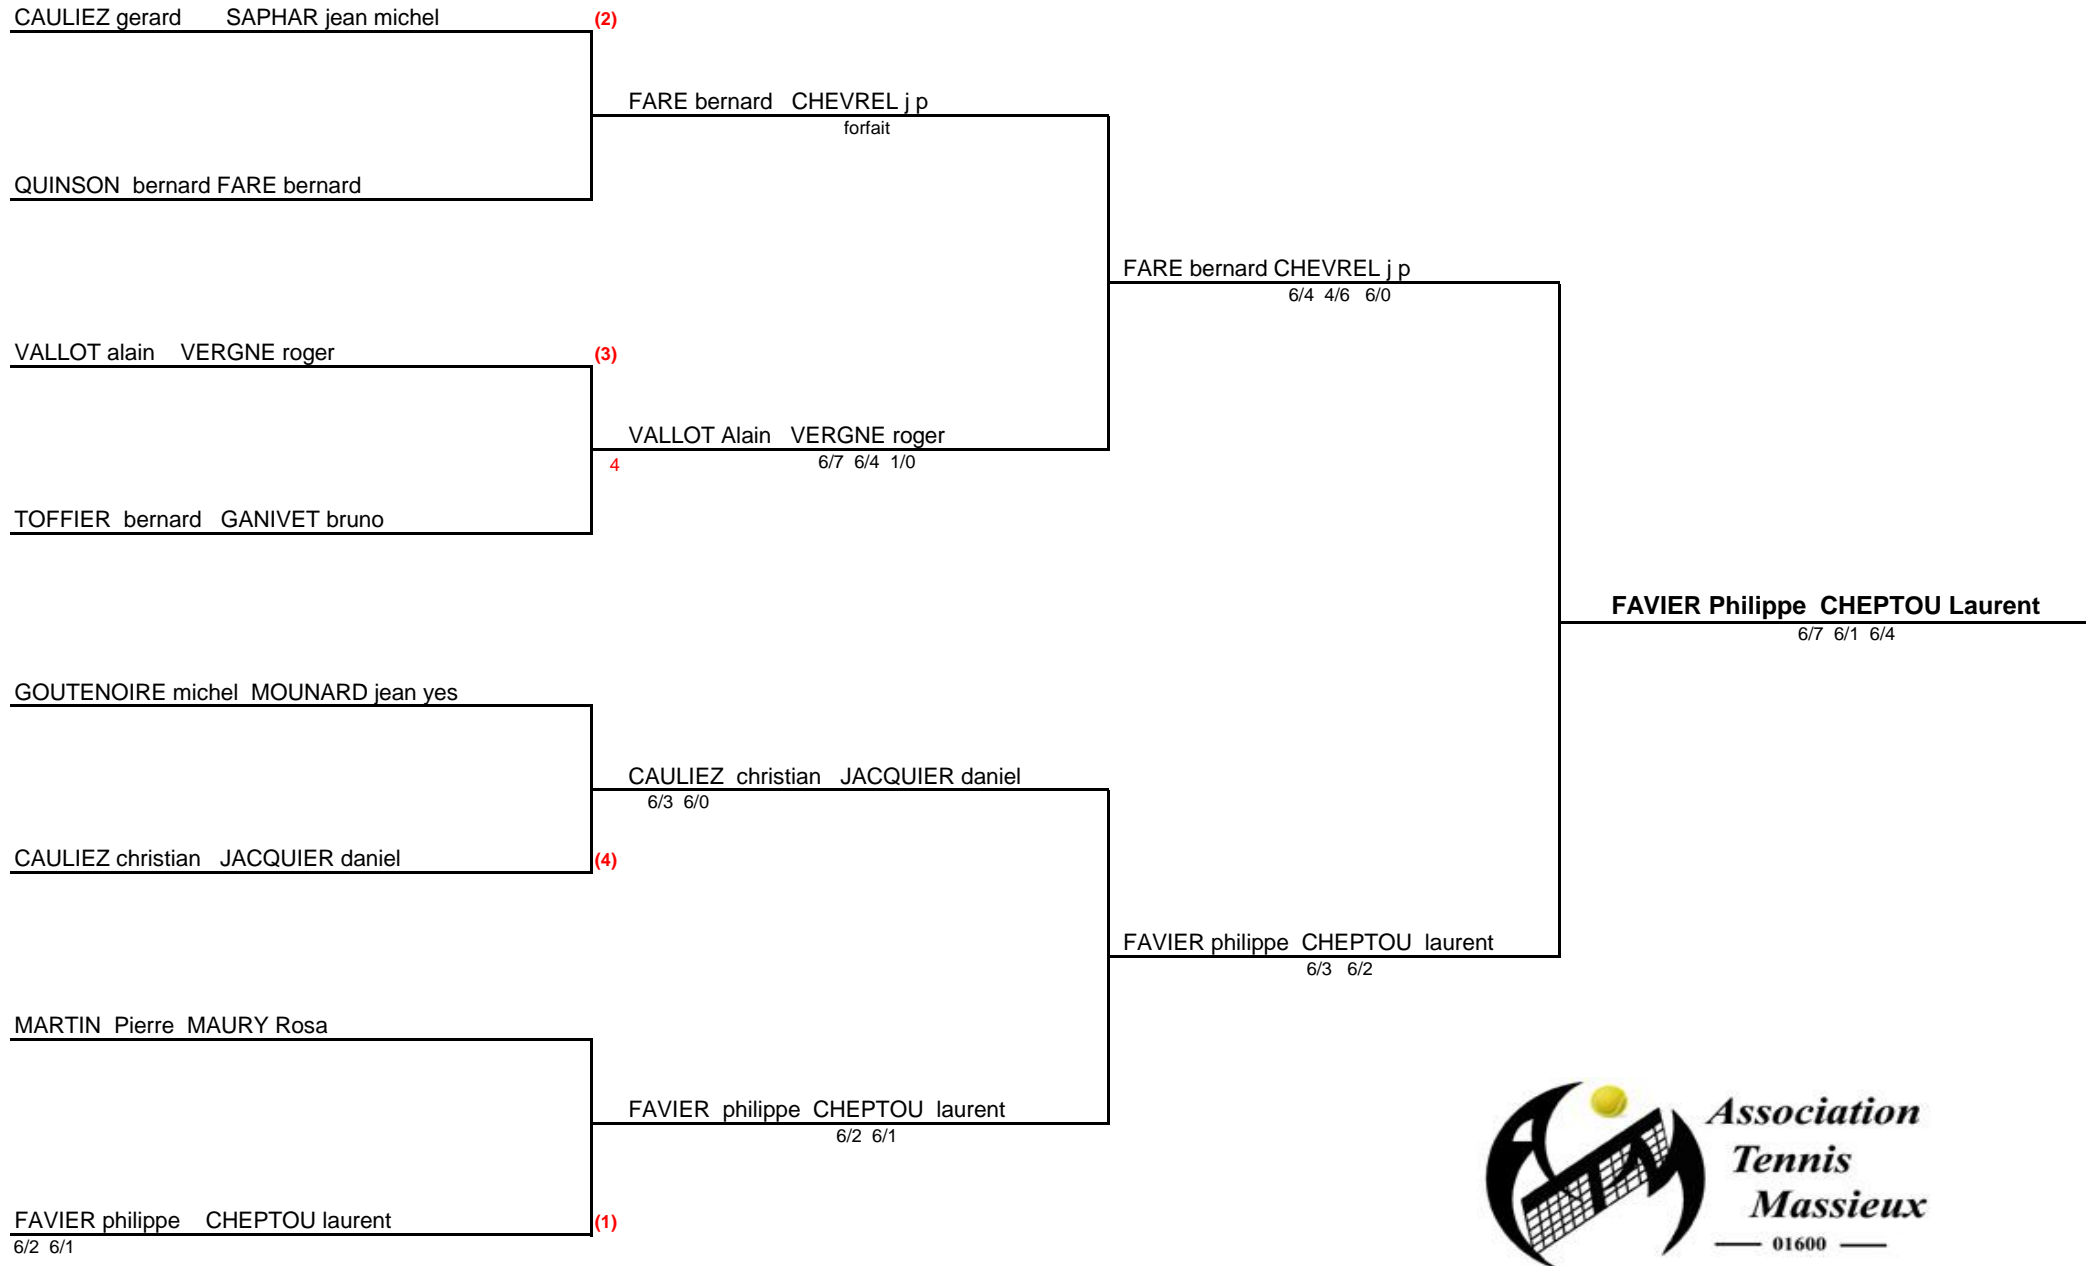 CAULIEZ gerard SAPHAR jean michel (2)
FARE bernard CHEVREL j p
forfait
QUINSON bernard FARE bernard
FARE bernard CHEVREL j p
6/4 4/6 6/0
VALLOT alain VERGNE roger (3)
VALLOT Alain VERGNE roger
4 6/7 6/4 1/0
TOFFIER bernard GANIVET bruno
FAVIER Philippe CHEPTOU Laurent
6/7 6/1 6/4
GOUTENOIRE michel MOUNARD jean yes
CAULIEZ christian JACQUIER daniel
6/3 6/0
CAULIEZ christian JACQUIER daniel (4)
FAVIER philippe CHEPTOU laurent
6/3 6/2
MARTIN Pierre MAURY Rosa
FAVIER philippe CHEPTOU laurent
6/2 6/1
FAVIER philippe CHEPTOU laurent (1)
6/2 6/1
ATM
Association
Tennis
Massieux
01600